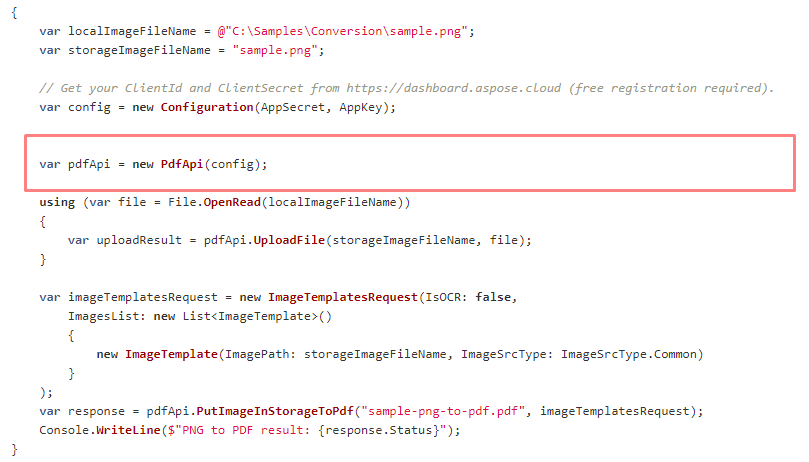 {
    var localImageFileName = @"C:\Samples\Conversion\sample.png";
    var storageImageFileName = "sample.png";

    // Get your ClientId and ClientSecret from https://dashboard.aspose.cloud (free registration required).
    var config = new Configuration(AppSecret, AppKey);

    var pdfApi = new PdfApi(config);

    using (var file = File.OpenRead(localImageFileName))
    {
        var uploadResult = pdfApi.UploadFile(storageImageFileName, file);
    }

    var imageTemplatesRequest = new ImageTemplatesRequest(IsOCR: false,
        ImagesList: new List<ImageTemplate>()
        {
            new ImageTemplate(ImagePath: storageImageFileName, ImageSrcType: ImageSrcType.Common)
        }
    );
    var response = pdfApi.PutImageInStorageToPdf("sample-png-to-pdf.pdf", imageTemplatesRequest);
    Console.WriteLine($"PNG to PDF result: {response.Status}");
}